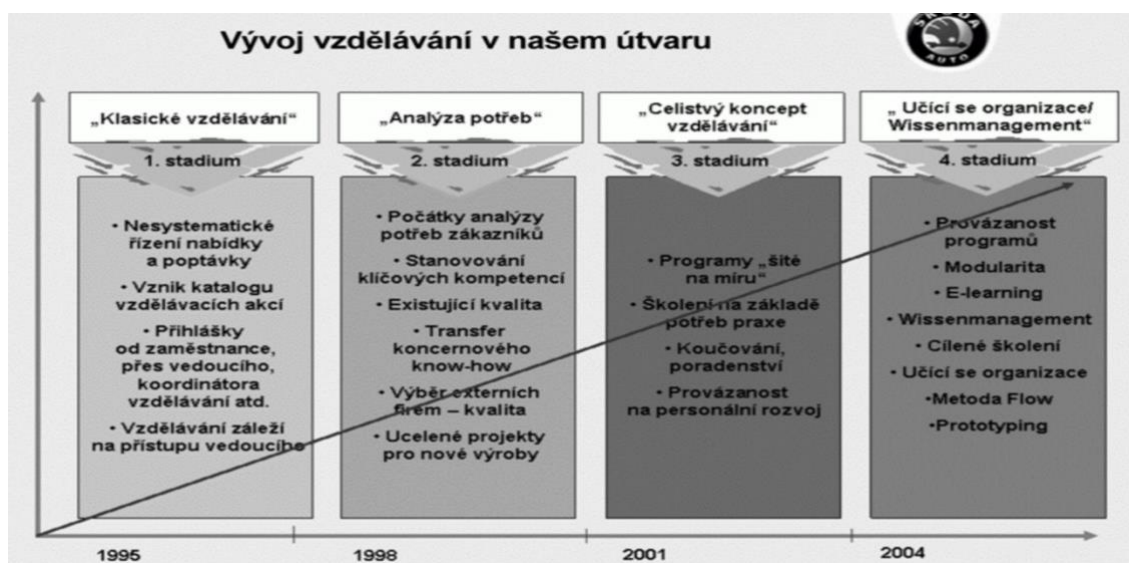 Vývoj vzdělávání v našem útvaru
ŠKODA
AUTO
„Klasické vzdělávání“
1. stadium
• Nesystematické
řízení nabídky
a poptávky
• Vznik katalogu
vzdělávacích akcí
• Přihlášky
od zaměstnance,
přes vedoucího,
koordinátora
vzdělávání atd.
• Vzdělávání záleží
na přístupu vedoucího
„Analýza potřeb“
2. stadium
• Počátky analýzy
potřeb zákazníků
• Stanovování
klíčových kompetencí
• Existující kvalita
• Transfer
koncernového
know-how
• Výběr externích
firem – kvalita
• Ucelené projekty
pro nové výroby
„Celistvý koncept
vzdělávání“
3. stadium
• Programy „šité
na míru“
• Školení na základě
potřeb praxe
• Koučování,
poradenství
• Provázanost
na personální rozvoj
„ Učící se organizace/
Wissenmanagement“
4. stadium
• Provázanost
programů
• Modularita
• E-learning
• Wissenmanagement
• Cílené školení
• Učící se organizace
•Metoda Flow
•Prototyping
1995
1998
2001
2004